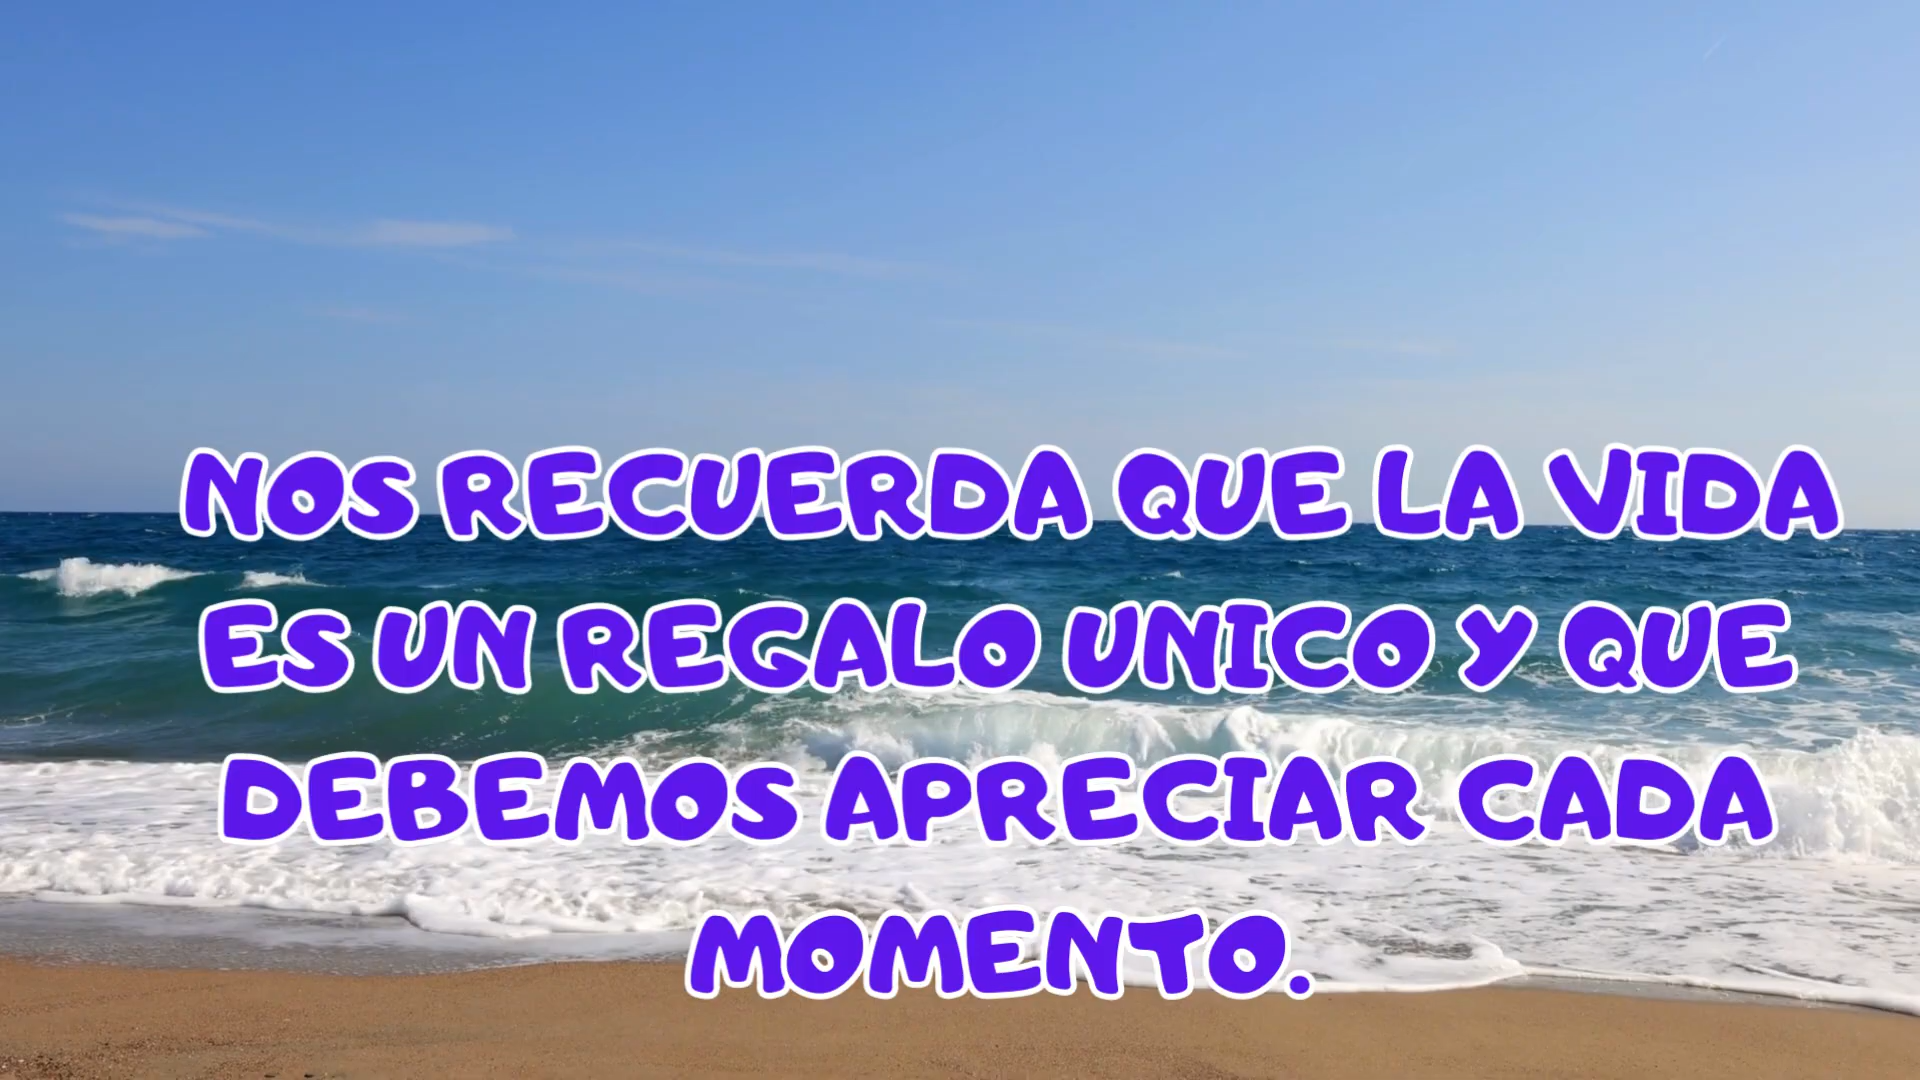 NOS RECUERDA QUE LA VIDA
ES UN REGALO UNICO Y QUE
DEBEMOS APRECIAR CADA
MOMENTO.